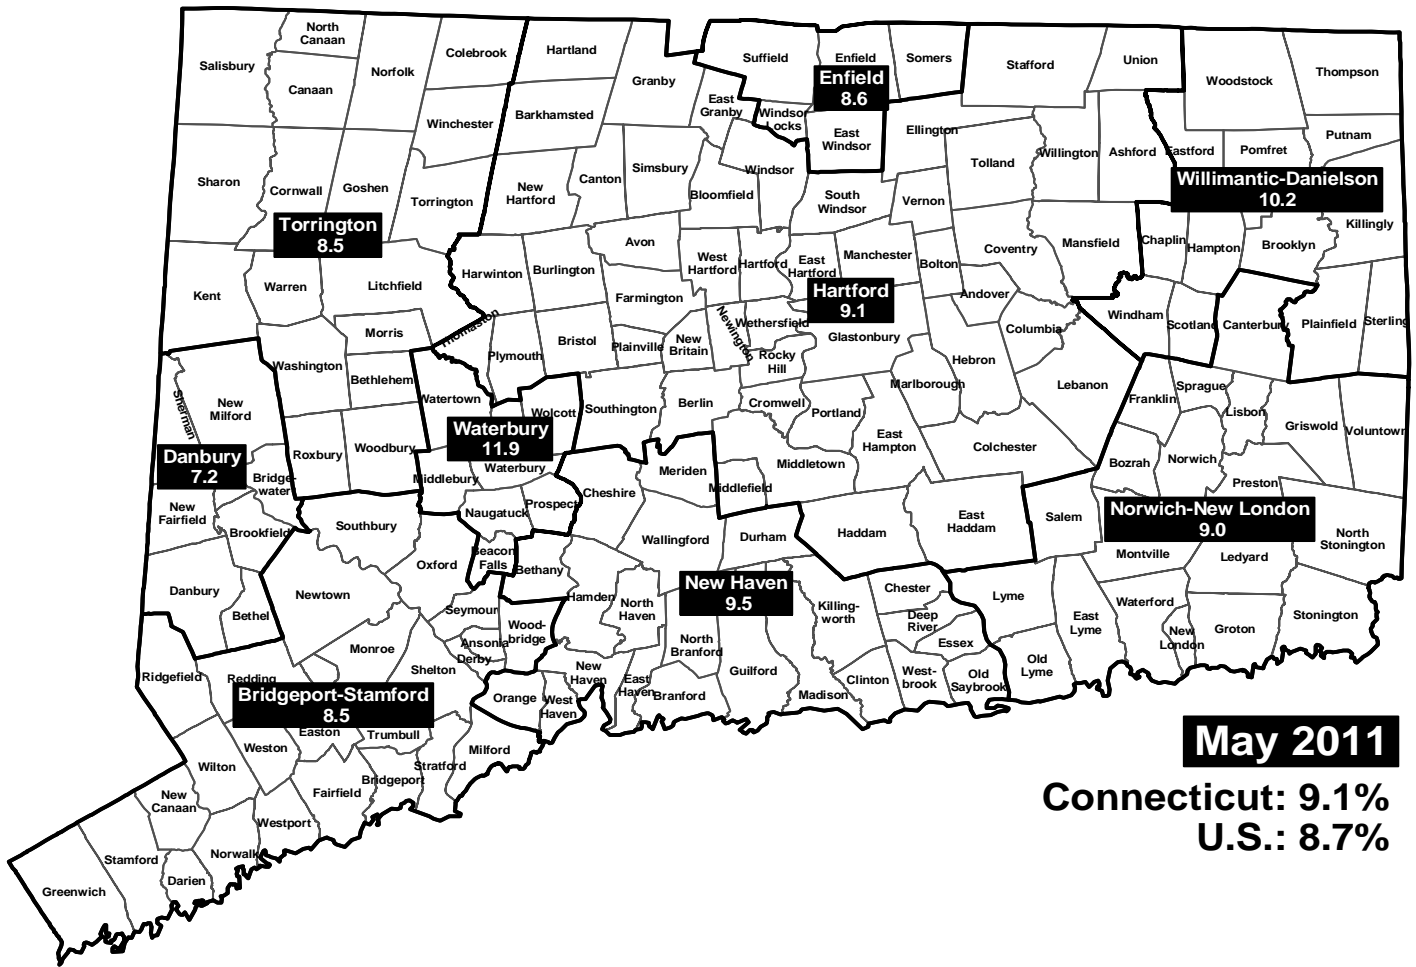 North
Canaan
Colebrook
Hartland
Salisbury
Norfolk
Canaan
Granby
Suffield
Enfield
Somers
Stafford
Union
Woodstock
Thompson
Enfield
8.6
Winchester
Barkhamsted
East
Granby
Windsor
Locks
East
Windsor
Ellington
Tolland
Willington
Ashford
Eastford
Pomfret
Putnam
Sharon
Cornwall
Goshen
Torrington
New
Hartford
Canton
Simsbury
Bloomfield
Windsor
South
Windsor
Vernon
Willimantic-Danielson
10.2
Torrington
8.5
Avon
West
Hartford
Hartford
East
Hartford
Manchester
Bolton
Coventry
Mansfield
Chaplin
Hampton
Brooklyn
Killingly
Kent
Warren
Litchfield
Harwinton
Burlington
Farmington
Hartford
9.1
Andover
Columbia
Windham
Scotland
Canterbury
Plainfield
Sterling
Morris
Thomaston
Plymouth
Bristol
Plainville
New
Britain
Newington
Wethersfield
Rocky
Hill
Glastonbury
Hebron
Marlborough
Lebanon
Washington
Bethlehem
Watertown
Wolcott
Southington
Berlin
Cromwell
Portland
East
Hampton
Colchester
Franklin
Sprague
Lisbon
Griswold
Voluntown
Sherman
New
Milford
Roxbury
Woodbury
Waterbury
11.9
Waterbury
Middlebury
Danbury
7.2
Bridge-
water
Cheshire
Meriden
Middlefield
Middletown
Bozrah
Norwich
Preston
New
Fairfield
Brookfield
Southbury
Naugatuck
Prospect
Wallingford
Durham
Haddam
East
Haddam
Salem
Norwich-New London
9.0
Montville
Ledyard
North
Stonington
Danbury
Bethel
Newtown
Oxford
Beacon
Falls
Bethany
Hamden
North
Haven
New Haven
9.5
Killing-
worth
Chester
Deep
River
Essex
Lyme
East
Lyme
Waterford
New
London
Groton
Stonington
Seymour
Ansonia
Derby
Wood-
bridge
Monroe
Shelton
North
Branford
Guilford
Madison
Clinton
West-
brook
Old
Saybrook
Old
Lyme
Ridgefield
Redding
Bridgeport-Stamford
8.5
Easton
Trumbull
Orange
West
Haven
New
Haven
East
Haven
Branford
Wilton
Weston
Fairfield
Bridgeport
Stratford
Milford
New
Canaan
Westport
Norwalk
Stamford
Darien
Greenwich
May 2011
Connecticut: 9.1%
U.S.: 8.7%